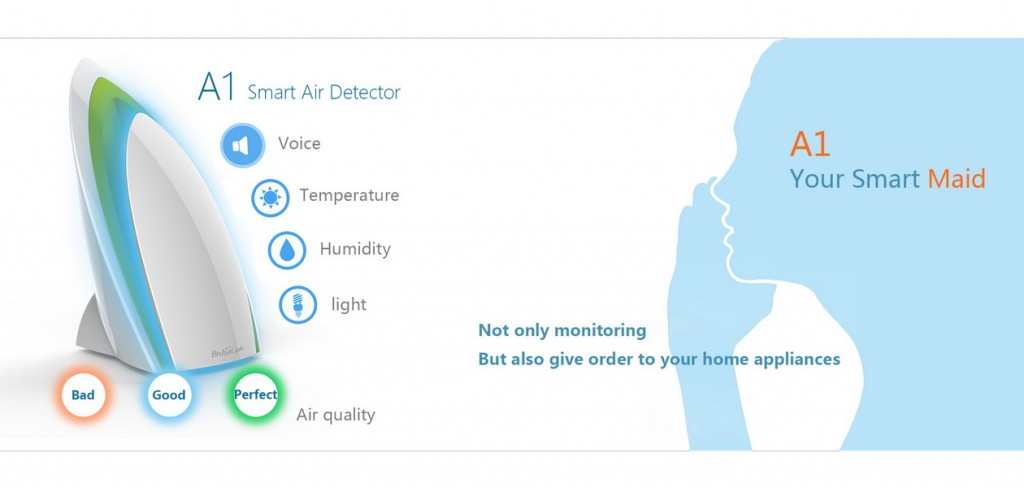 A1 Smart Air Detector
Voice
Temperature
Humidity
light
BroadLink
Bad
Good
Perfect
Air quality
A1
Your Smart Maid
Not only monitoring
But also give order to your home appliances